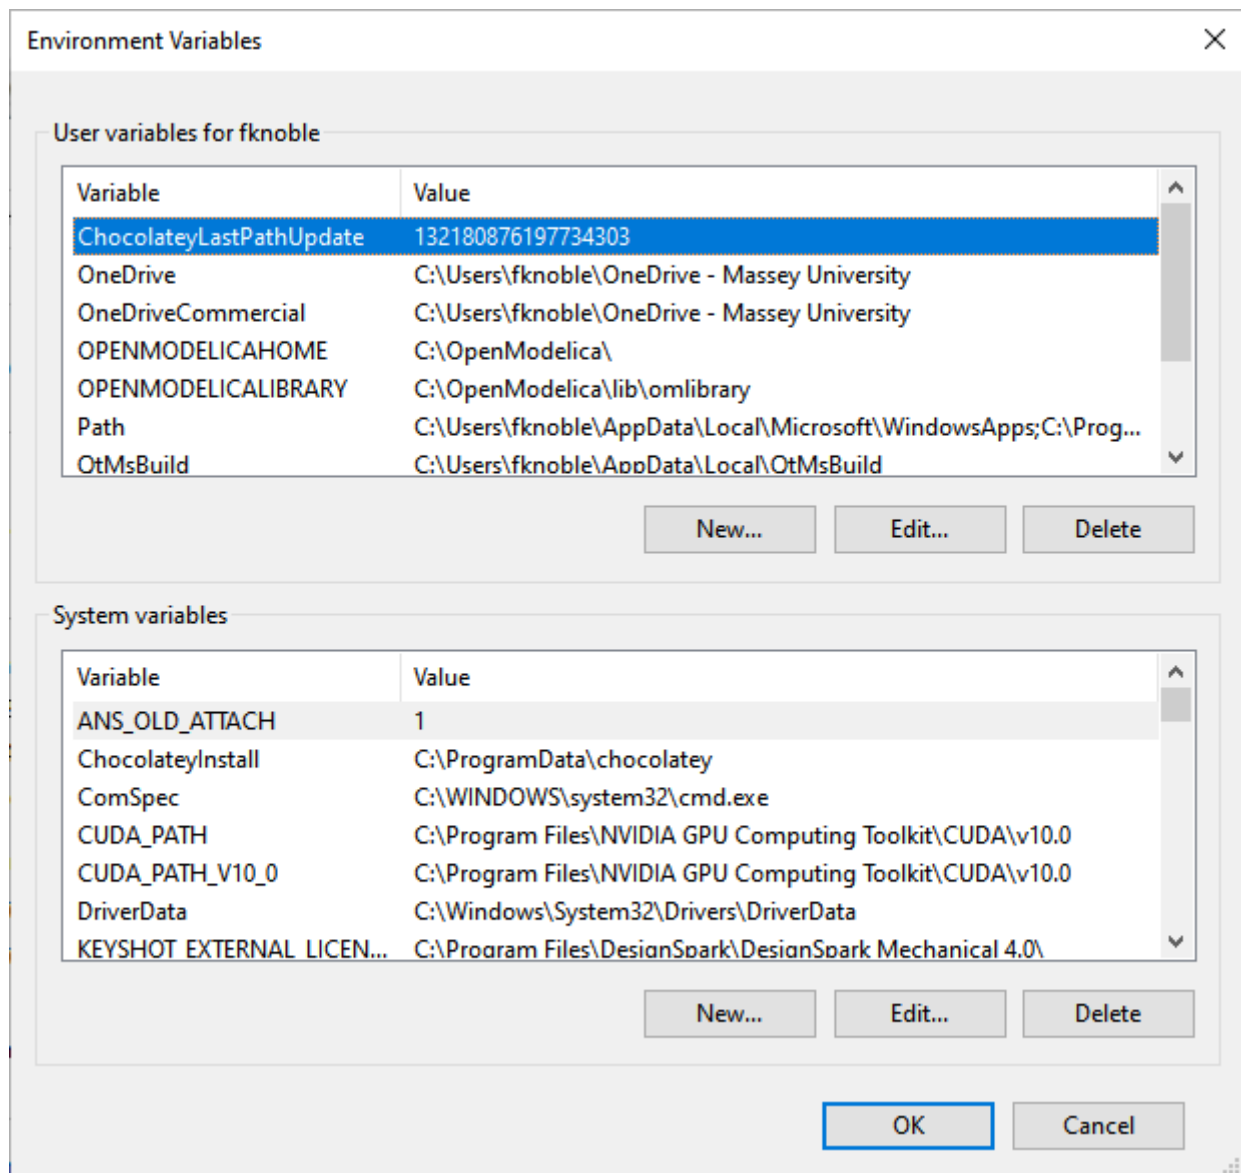 Environment Variables
User variables for fknoble
Variable Value
ChocolateyLastPathUpdate 132180876197734303
OneDrive C:\Users\fknoble\OneDrive - Massey University
OneDriveCommercial C:\Users\fknoble\OneDrive - Massey University
OPENMODELICAHOME C:\OpenModelica\
OPENMODELICALIBRARY C:\OpenModelica\lib\omlibrary
Path C:\Users\fknoble\AppData\Local\Microsoft\WindowsApps;C:\Prog...
QtMsBuild C:\Users\fknoble\AppData\Local\QtMsBuild
New... Edit... Delete
System variables
Variable Value
ANS_OLD_ATTACH 1
ChocolateyInstall C:\ProgramData\chocolatey
ComSpec C:\WINDOWS\system32\cmd.exe
CUDA_PATH C:\Program Files\NVIDIA GPU Computing Toolkit\CUDA\v10.0
CUDA_PATH_V10_0 C:\Program Files\NVIDIA GPU Computing Toolkit\CUDA\v10.0
DriverData C:\Windows\System32\Drivers\DriverData
KEYSHOT_EXTERNAL_LICEN... C:\Program Files\DesignSpark\DesignSpark Mechanical 4.0\
New... Edit... Delete
OK Cancel